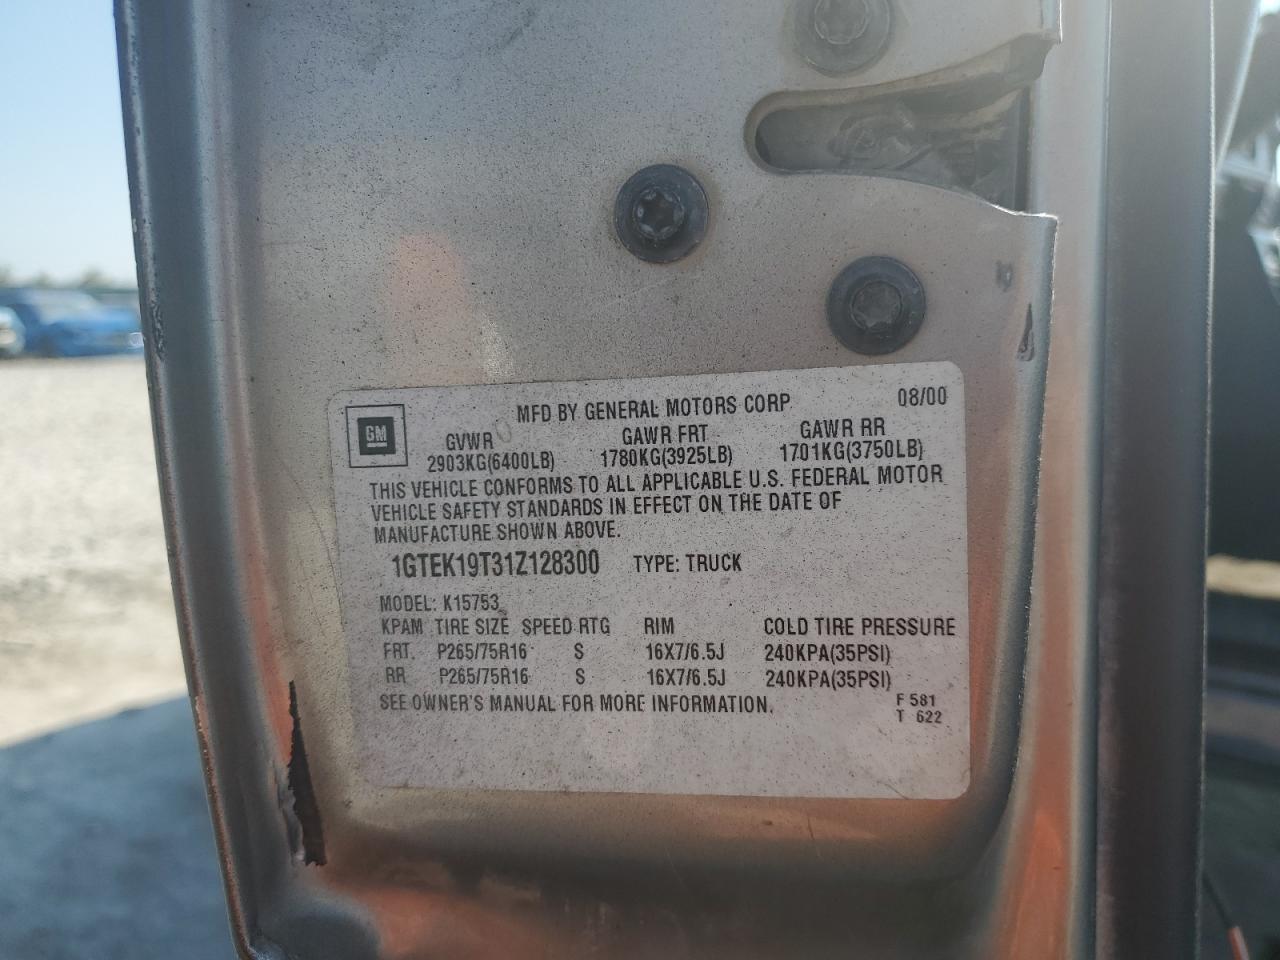 MFD BY GENERAL MOTORS CORP 08/00
GM
GVWR GAWR FRT GAWR RR
2903KG(6400LB) 1780KG(3925LB) 1701KG(3750LB)
THIS VEHICLE CONFORMS TO ALL APPLICABLE U.S. FEDERAL MOTOR
VEHICLE SAFETY STANDARDS IN EFFECT ON THE DATE OF
MANUFACTURE SHOWN ABOVE.
1GTEK19T31Z128300 TYPE: TRUCK
MODEL: K15753
KPAM TIRE SIZE SPEED RTG RIM COLD TIRE PRESSURE
FRT. P265/75R16 S 16X7/6.5J 240KPA(35PSI)
RR P265/75R16 S 16X7/6.5J 240KPA(35PSI)
SEE OWNER'S MANUAL FOR MORE INFORMATION. F 581
T 622